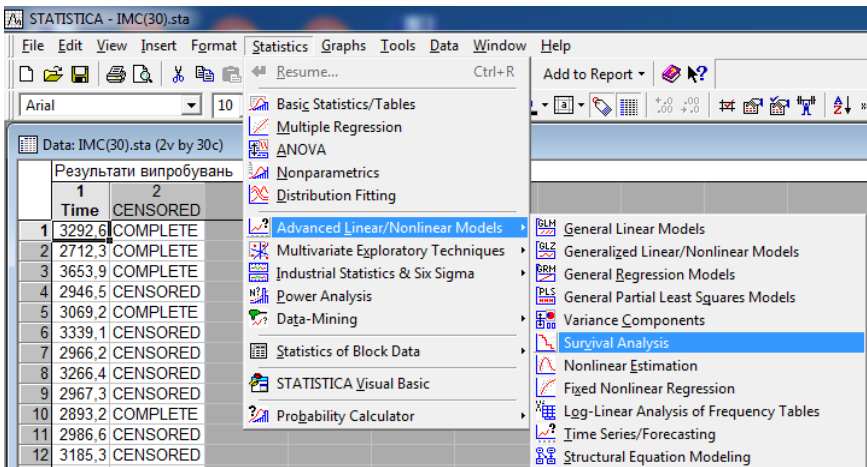 STATISTICA - IMC(30).sta
File Edit View Insert Format Statistics Graphs Tools Data Window Help
Add to Report
Arial
10
Resume... Ctrl+R
Basic Statistics/Tables
Multiple Regression
ANOVA
Nonparametrics
Distribution Fitting
Advanced Linear/Nonlinear Models
Multivariate Exploratory Techniques
Industrial Statistics & Six Sigma
Power Analysis
Data-Mining
Statistics of Block Data
STATISTICA Visual Basic
Probability Calculator
General Linear Models
Generalized Linear/Nonlinear Models
General Regression Models
General Partial Least Squares Models
Variance Components
Survival Analysis
Nonlinear Estimation
Fixed Nonlinear Regression
Log-Linear Analysis of Frequency Tables
Time Series/Forecasting
Structural Equation Modeling
Data: IMC(30).sta (2v by 30c)
Результати випробувань
1 2
Time CENSORED
1 3292,6 COMPLETE
2 2712,3 COMPLETE
3 3653,9 COMPLETE
4 2946,5 CENSORED
5 3069,2 COMPLETE
6 3339,1 CENSORED
7 2966,2 CENSORED
8 3266,4 CENSORED
9 2967,3 CENSORED
10 2893,2 COMPLETE
11 2986,6 CENSORED
12 3185,3 CENSORED